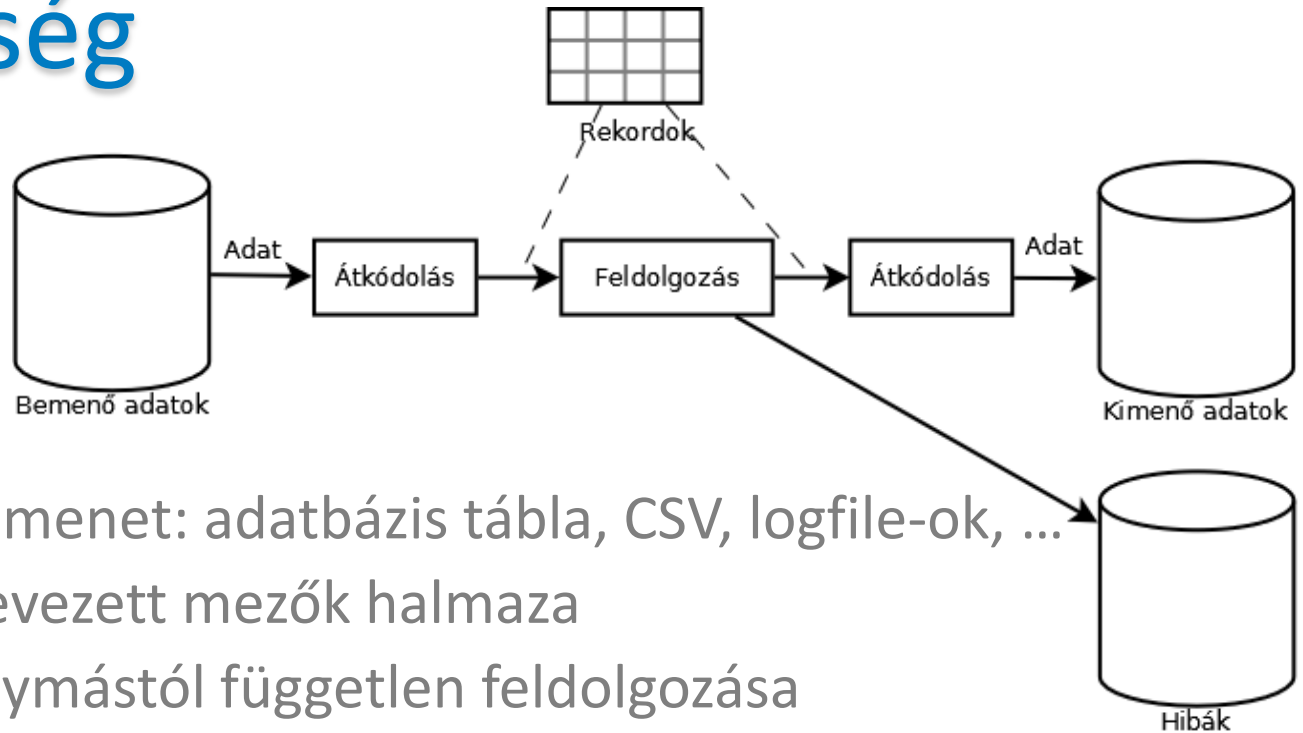 ség
Rekordok
Adat
Átkódolás
Feldolgozás
Átkódolás
Adat
Bemenő adatok
Kimenő adatok
menet: adatbázis tábla, CSV, logfile-ok, ...
evezett mezők halmaza
ymástól független feldolgozása
Hibák